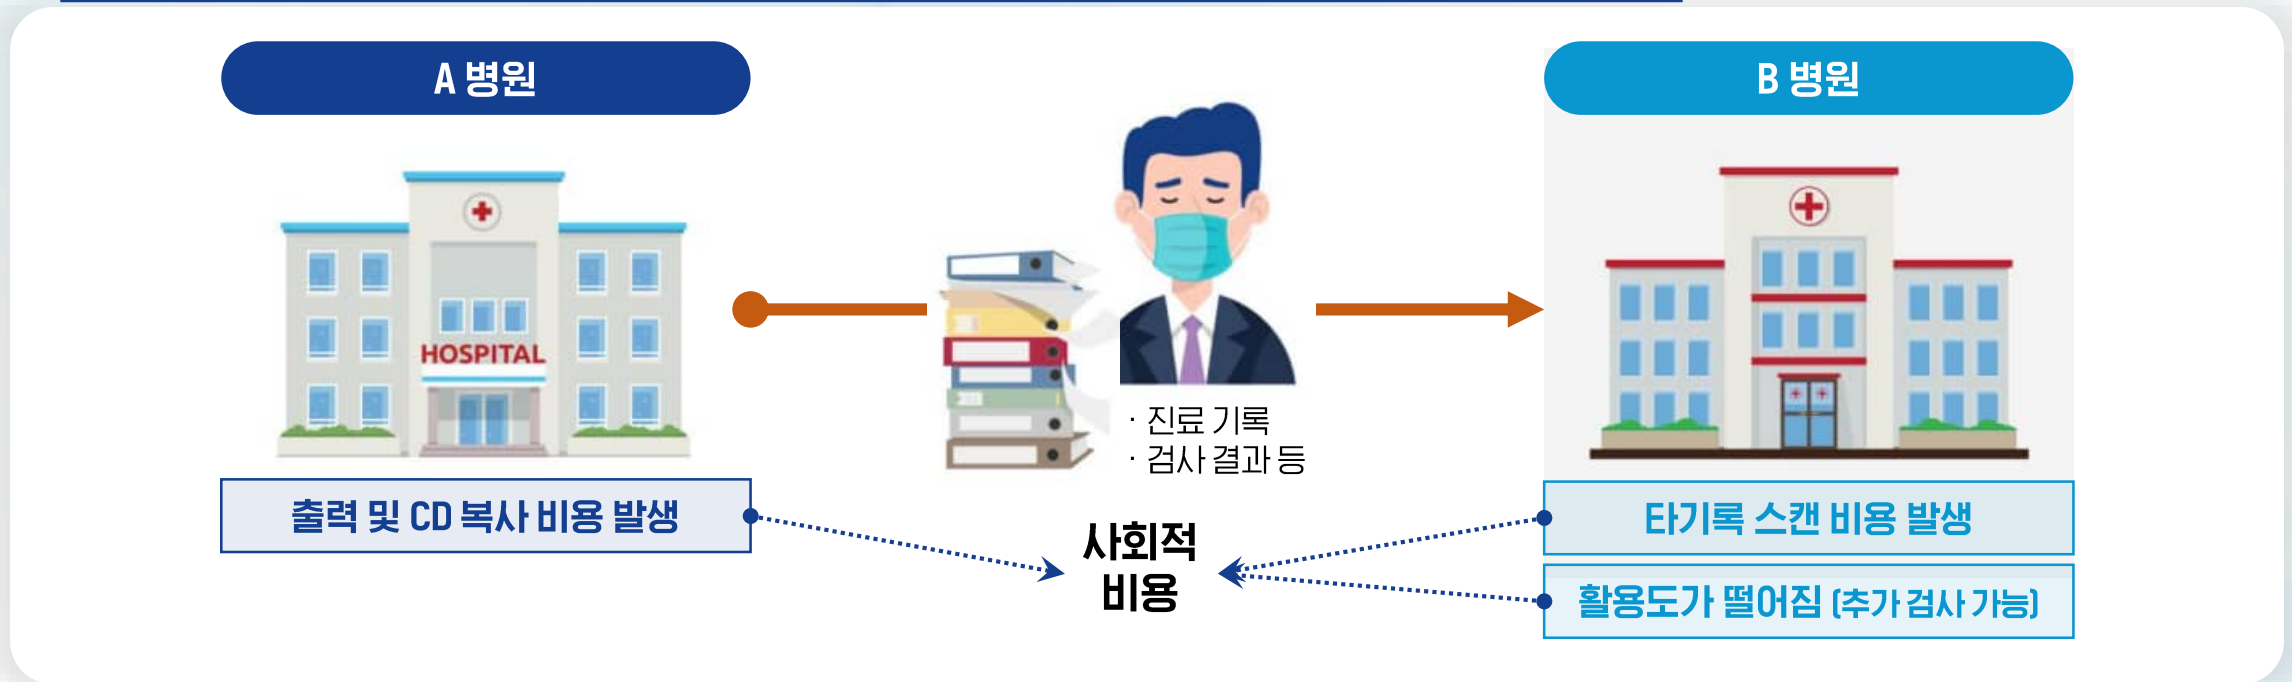 A 병원
B 병원
HOSPITAL
· 진료 기록
· 검사 결과 등
출력 및 CD 복사 비용 발생
사회적
비용
타기록 스캔 비용 발생
활용도가 떨어짐 (추가 검사 가능)